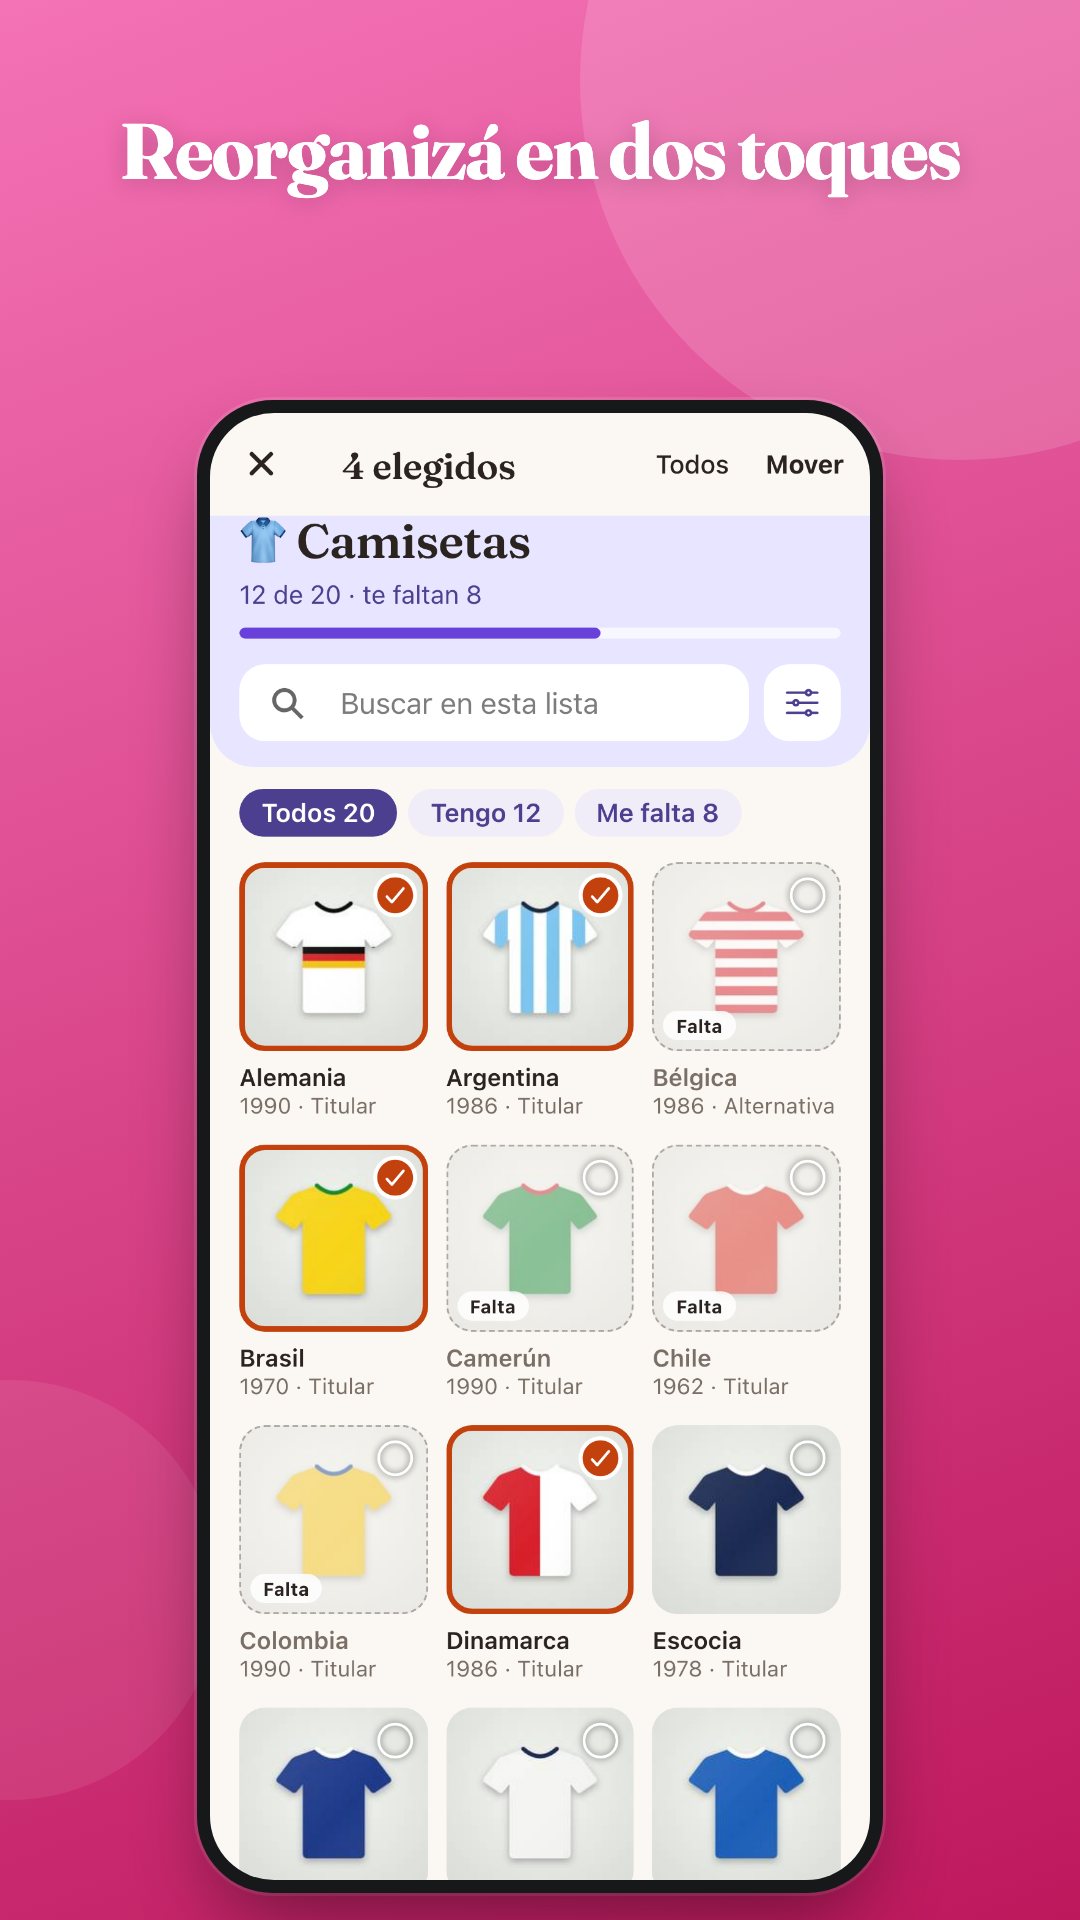 Reorganizá en dos toques
4 elegidos
Todos
Mover
Camisetas
12 de 20 · te faltan 8
Buscar en esta lista
Todos 20
Tengo 12
Me falta 8
Falta
Alemania
1990 · Titular
Argentina
1986 · Titular
Bélgica
1986 · Alternativa
Falta
Falta
Brasil
1970 · Titular
Camerún
1990 · Titular
Chile
1962 · Titular
Falta
Colombia
1990 · Titular
Dinamarca
1986 · Titular
Escocia
1978 · Titular